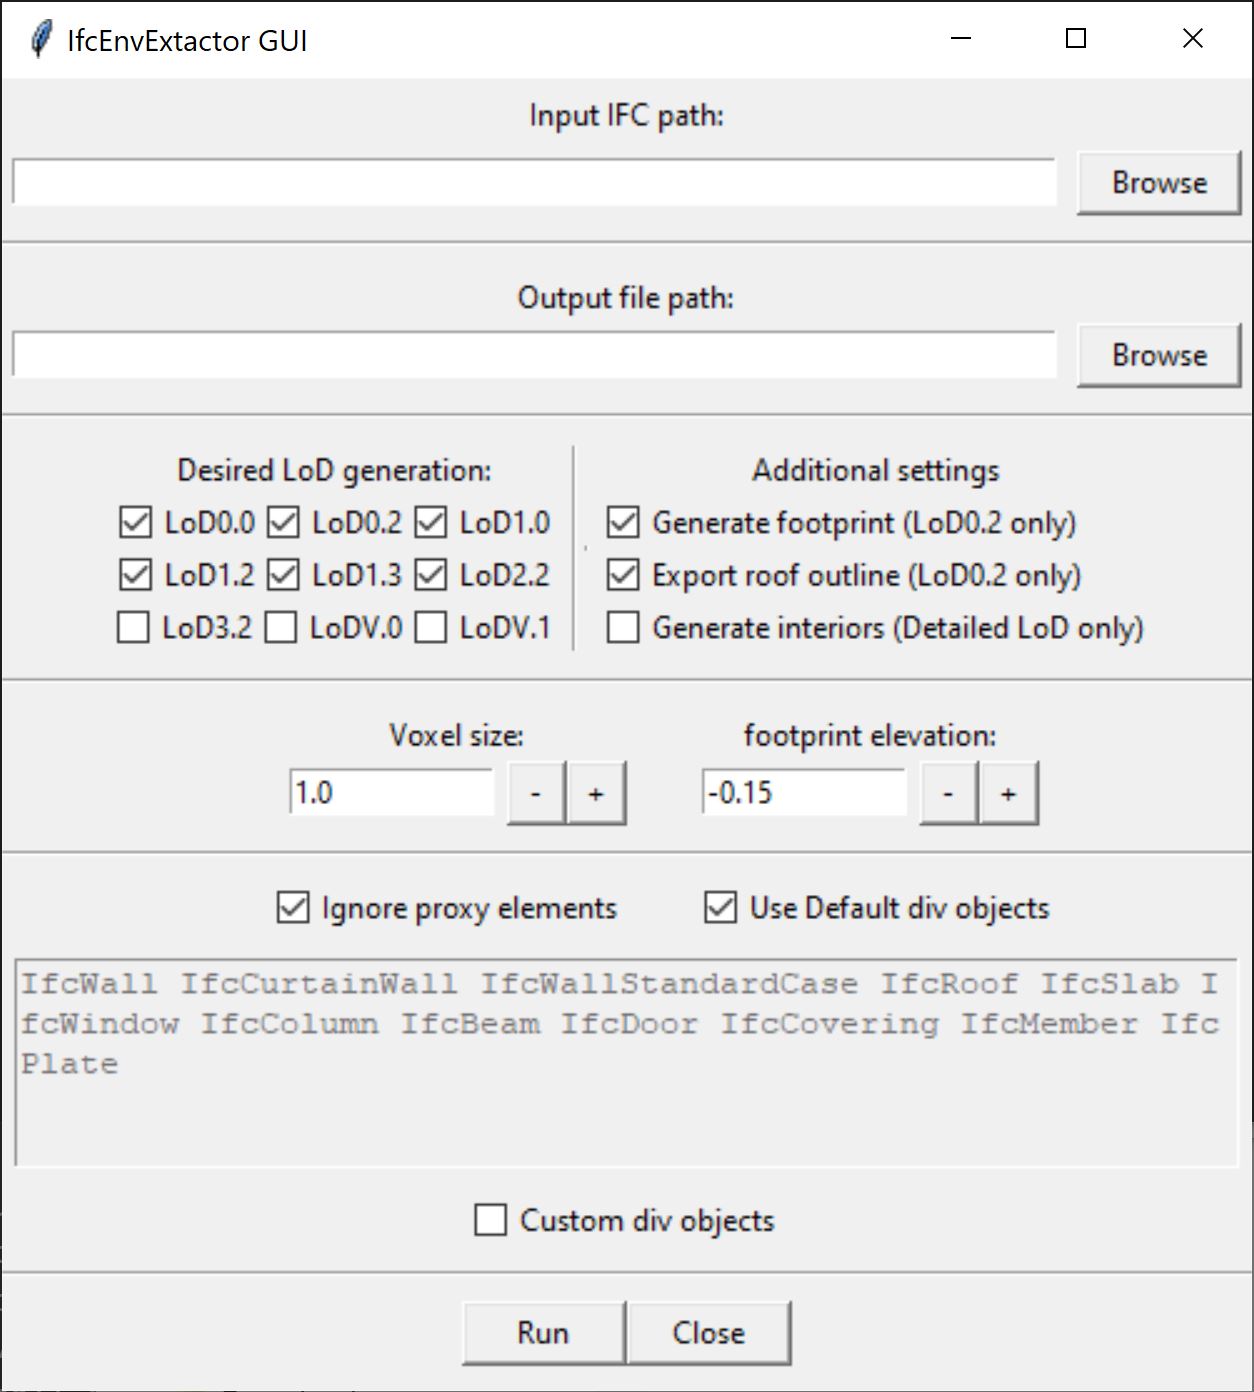 IfcEnvExtactor GUI
Input IFC path:
Browse
Output file path:
Browse
Desired LoD generation:
LoD0.0 LoD0.2 LoD1.0
LoD1.2 LoD1.3 LoD2.2
LoD3.2 LoDV.0 LoDV.1
Additional settings
Generate footprint (LoD0.2 only)
Export roof outline (LoD0.2 only)
Generate interiors (Detailed LoD only)
Voxel size:
1.0 - +
footprint elevation:
-0.15 - +
Ignore proxy elements
Use Default div objects
IfcWall IfcCurtainWall IfcWallStandardCase IfcRoof IfcSlab I
fcWindow IfcColumn IfcBeam IfcDoor IfcCovering IfcMember Ifc
Plate
Custom div objects
Run Close